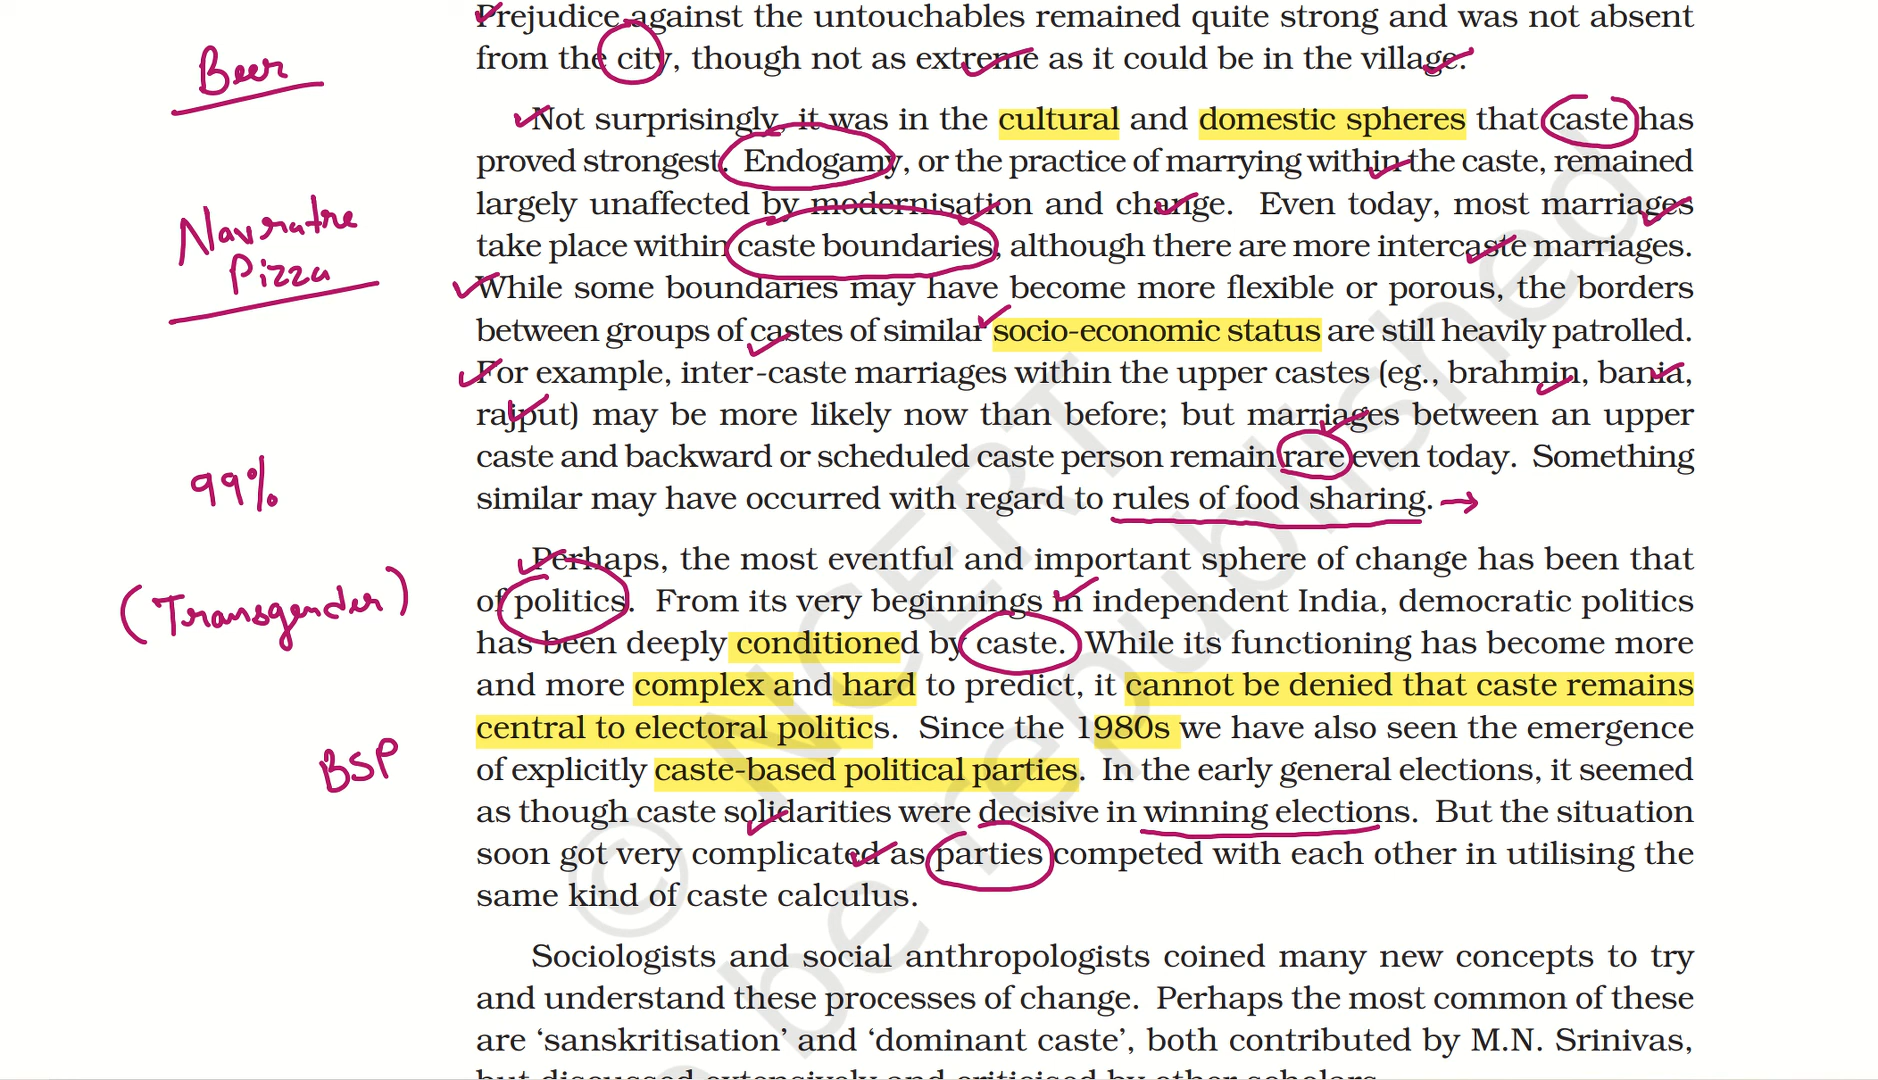 Prejudice against the untouchables remained quite strong and was not absent
from the city, though not as extreme as it could be in the village.
Beer
Not surprisingly, it was in the cultural and domestic spheres that caste has
proved strongest. Endogamy, or the practice of marrying within the caste, remained
largely unaffected by modernisation and change. Even today, most marriages
take place within caste boundaries, although there are more intercaste marriages.
Navratre
Pizza
While some boundaries may have become more flexible or porous, the borders
between groups of castes of similar socio-economic status are still heavily patrolled.
For example, inter-caste marriages within the upper castes (eg., brahmin, bania,
rajput) may be more likely now than before; but marriages between an upper
caste and backward or scheduled caste person remain rare even today. Something
similar may have occurred with regard to rules of food sharing. →
99%
Perhaps, the most eventful and important sphere of change has been that
of politics. From its very beginnings in independent India, democratic politics
(Transgender)
has been deeply conditioned by caste. While its functioning has become more
and more complex and hard to predict, it cannot be denied that caste remains
central to electoral politics. Since the 1980s we have also seen the emergence
of explicitly caste-based political parties. In the early general elections, it seemed
BSP
as though caste solidarities were decisive in winning elections. But the situation
soon got very complicated as parties competed with each other in utilising the
same kind of caste calculus.
Sociologists and social anthropologists coined many new concepts to try
and understand these processes of change. Perhaps the most common of these
are ‘sanskritisation’ and ‘dominant caste’, both contributed by M.N. Srinivas,
but discussed extensively and criticised by other scholars.
© NCERT
be republished